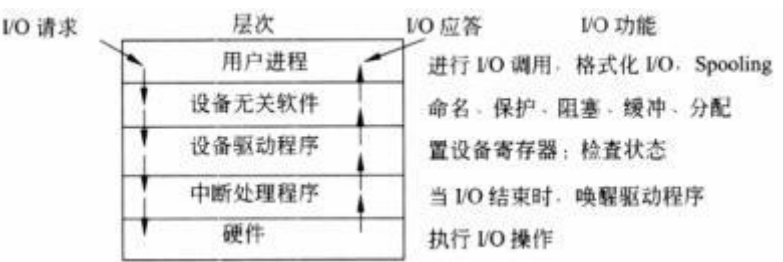 I/O 请求 层次 I/O 应答 I/O 功能
用户进程 进行 I/O 调用、格式化 I/O、Spooling
设备无关软件 命名、保护、阻塞、缓冲、分配
设备驱动程序 置设备寄存器；检查状态
中断处理程序 当 I/O 结束时、唤醒驱动程序
硬件 执行 I/O 操作